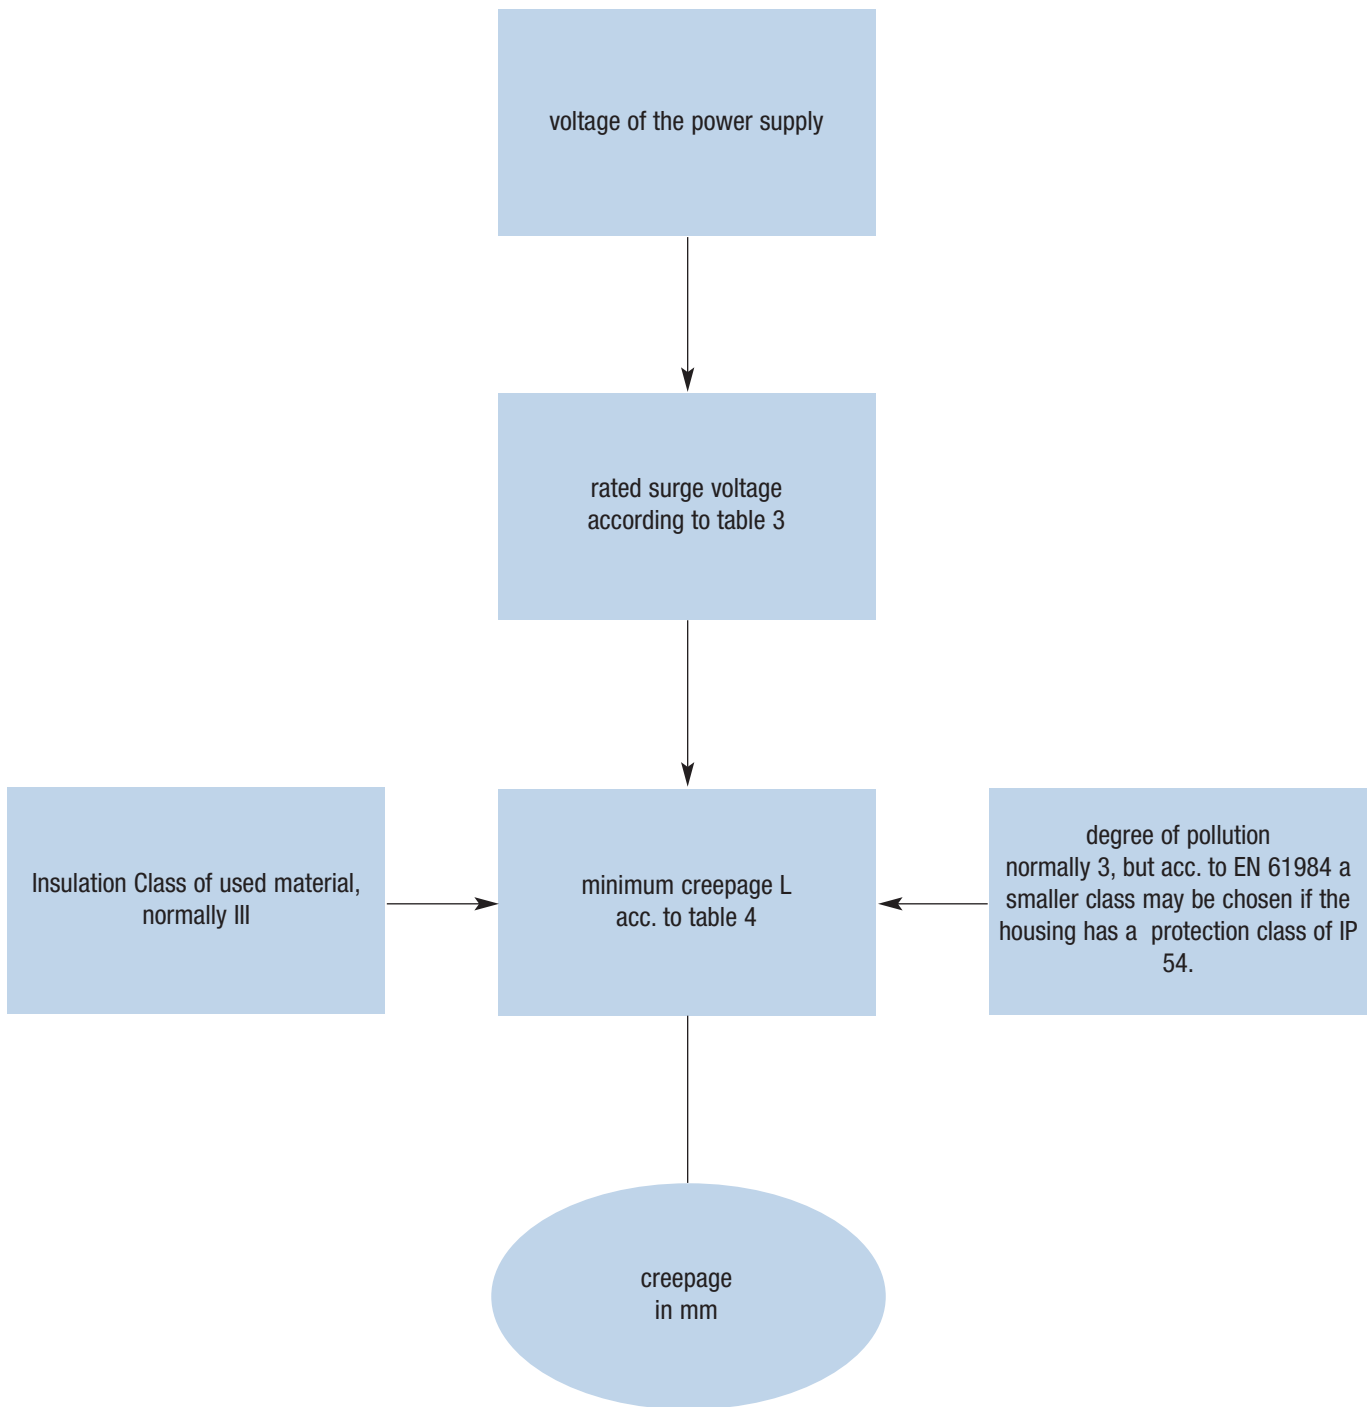 voltage of the power supply
rated surge voltage
according to table 3
Insulation Class of used material,
normally III
minimum creepage L
acc. to table 4
degree of pollution
normally 3, but acc. to EN 61984 a
smaller class may be chosen if the
housing has a  protection class of IP
54.
creepage
in mm